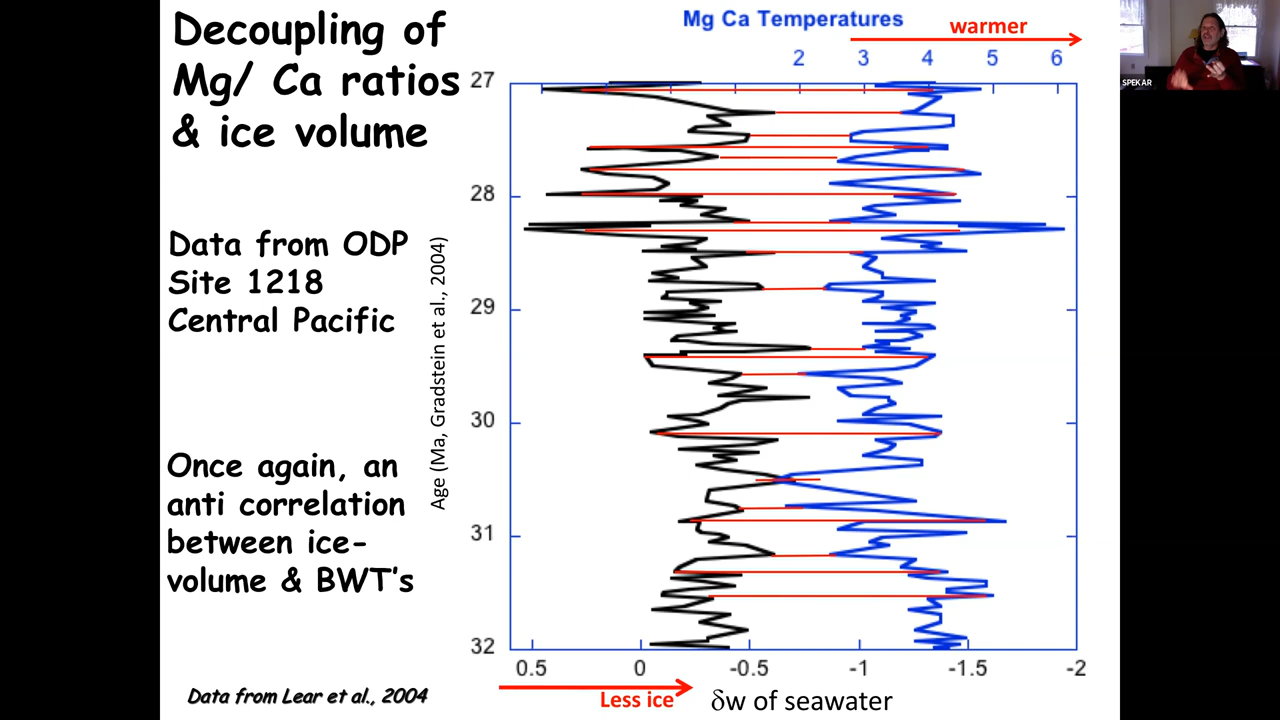 Decoupling of
Mg/ Ca ratios
& ice volume
Data from ODP
Site 1218
Central Pacific
Once again, an
anti correlation
between ice-
volume & BWT's
Data from Lear et al., 2004
Mg Ca Temperatures
warmer
2 3 4 5 6
27
28
29
30
31
32
Age (Ma, Gradstein et al., 2004)
0.5 0 -0.5 -1 -1.5 -2
Less ice
δw of seawater
SPEKAR